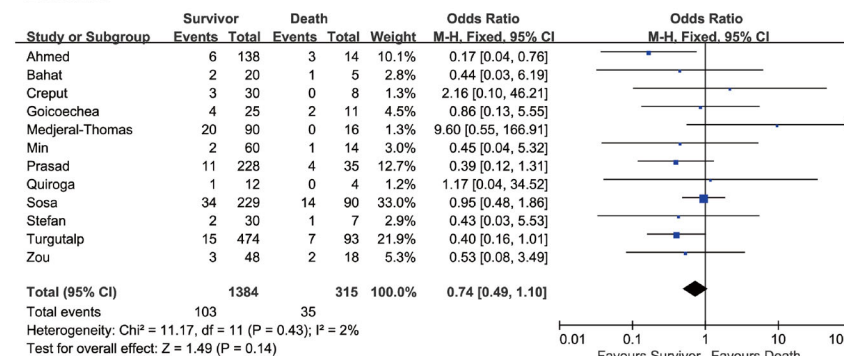 Survivor Death Odds Ratio Odds Ratio
Study or Subgroup Events Total Events Total Weight M-H. Fixed. 95% CI M-H. Fixed. 95% CI
Ahmed 6 138 3 14 10.1% 0.17 [0.04, 0.76]
Bahat 2 20 1 5 2.8% 0.44 [0.03, 6.19]
Creput 3 30 0 8 2.2% 2.16 [0.10, 46.21]
Goicoechea 4 25 2 11 4.5% 0.86 [0.13, 5.55]
Medjeral-Thomas 20 90 0 16 1.3% 9.60 [0.55, 166.91]
Min 2 60 1 14 3.0% 0.45 [0.04, 5.32]
Prasad 11 228 4 35 12.7% 0.39 [0.12, 1.31]
Quiroga 1 12 0 4 1.2% 1.17 [0.04, 34.52]
Sosa 34 229 14 90 33.0% 0.95 [0.48, 1.86]
Stefan 2 30 1 7 2.9% 0.43 [0.03, 5.53]
Turgutalp 15 474 7 93 21.9% 0.40 [0.16, 1.01]
Zou 3 48 2 18 5.3% 0.53 [0.08, 3.49]
Total (95% CI) 1384 315 100.0% 0.74 [0.49, 1.10]
Total events 103 35
Heterogeneity: Chi² = 11.17, df = 11 (P = 0.43); I² = 2%
Test for overall effect: Z = 1.49 (P = 0.14)
0.01 0.1 1 10
Favours Survivor Favours Death